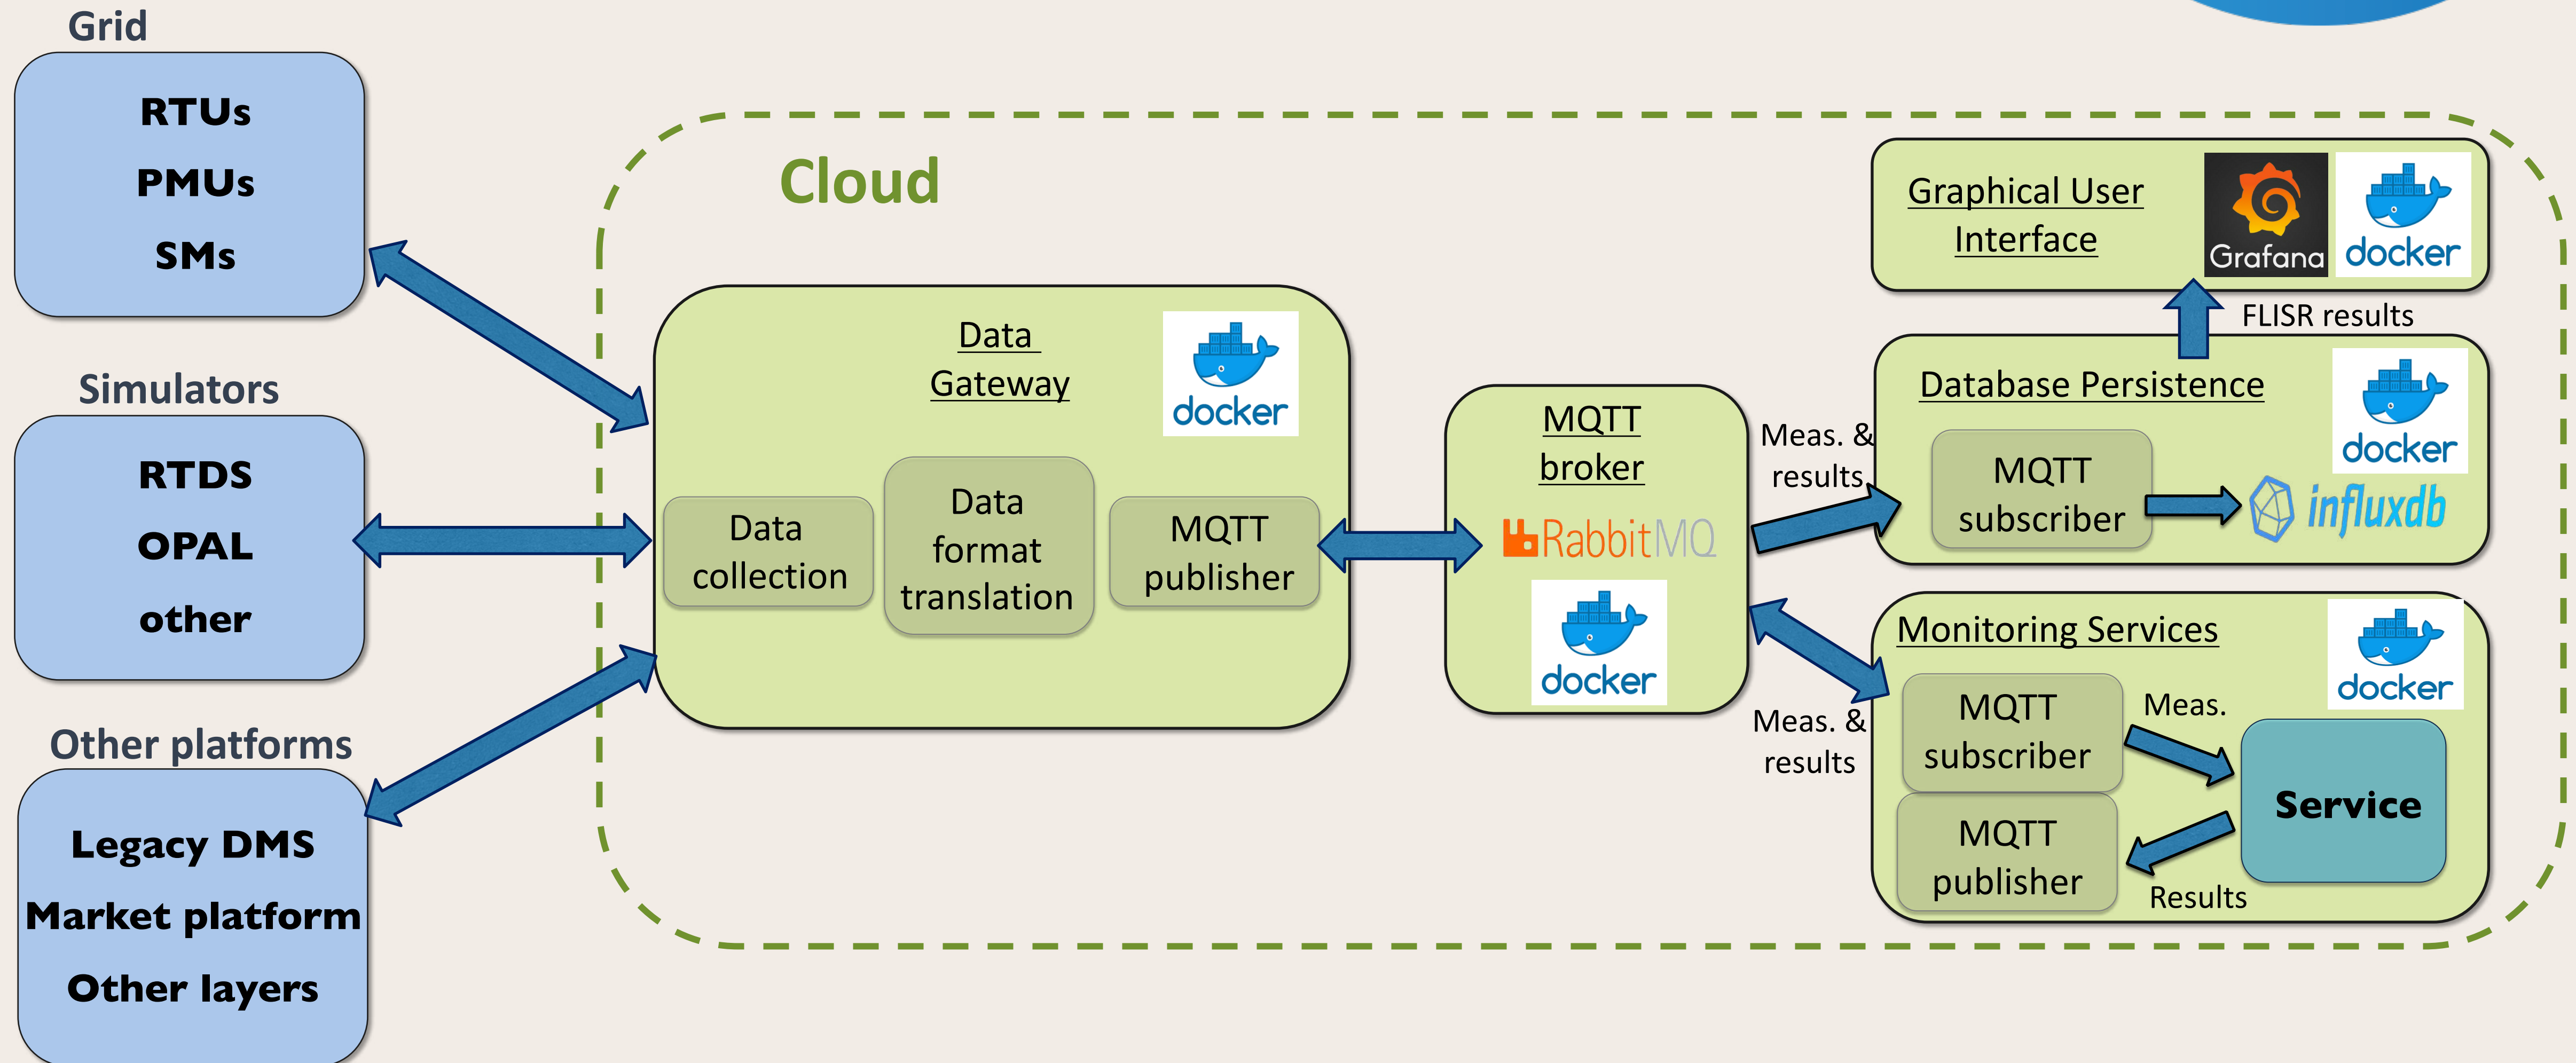 Grid
RTUs
PMUs
SMs
Simulators
RTDS
OPAL
other
Other platforms
Legacy DMS
Market platform
Other layers
Cloud
Data
Gateway
docker
Data
collection
Data
format
translation
MQTT
publisher
MQTT
broker
RabbitMQ
docker
Meas. &
results
Meas. &
results
Graphical User
Interface
Grafana
docker
FLISR results
Database Persistence
docker
MQTT
subscriber
influxdb
Monitoring Services
docker
MQTT
subscriber
Meas.
Service
MQTT
publisher
Results